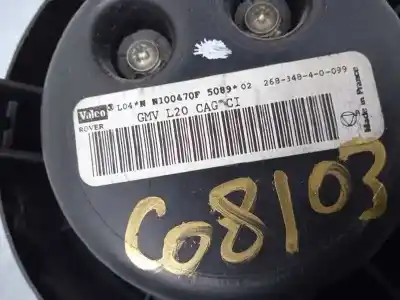 Valeo® L04*N N100470F 5089* 02 268-348-4-0-099
ROVER GMV L20 CAG*CI
Made in France
C08103